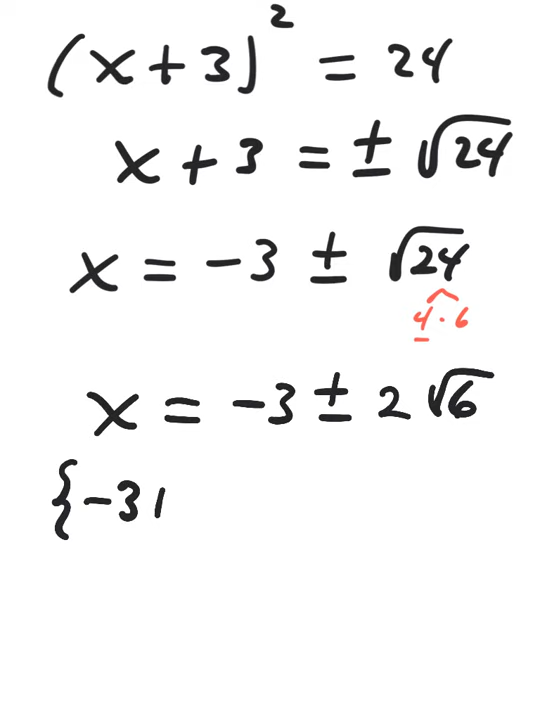 (x+3)² = 24
x+3 = ± √24
x = -3 ± √24
4·6
x = -3 ± 2√6
{-3